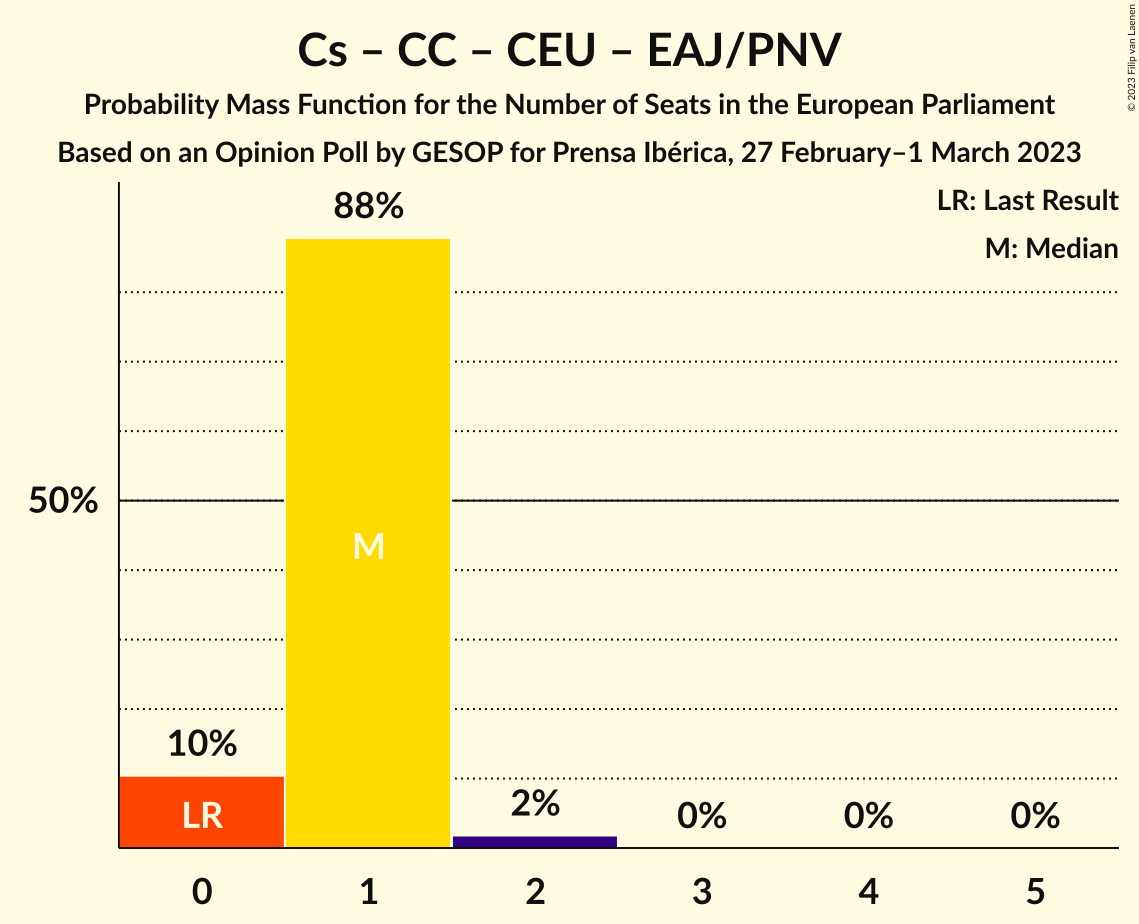 Cs – CC – CEU – EAJ/PNV
Probability Mass Function for the Number of Seats in the European Parliament
Based on an Opinion Poll by GESOP for Prensa Ibérica, 27 February–1 March 2023
© 2023 Filip van Laenen
LR: Last Result
M: Median
88%
50%
M
10%
LR
2%
0%
0%
0%
0
1
2
3
4
5